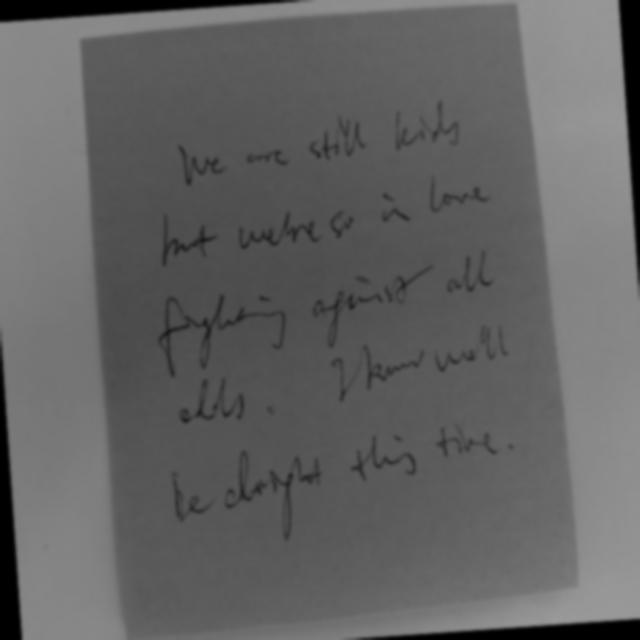 We are still kids
but we're so in love
fighting against all
odds. I know we'll
be alright this time.